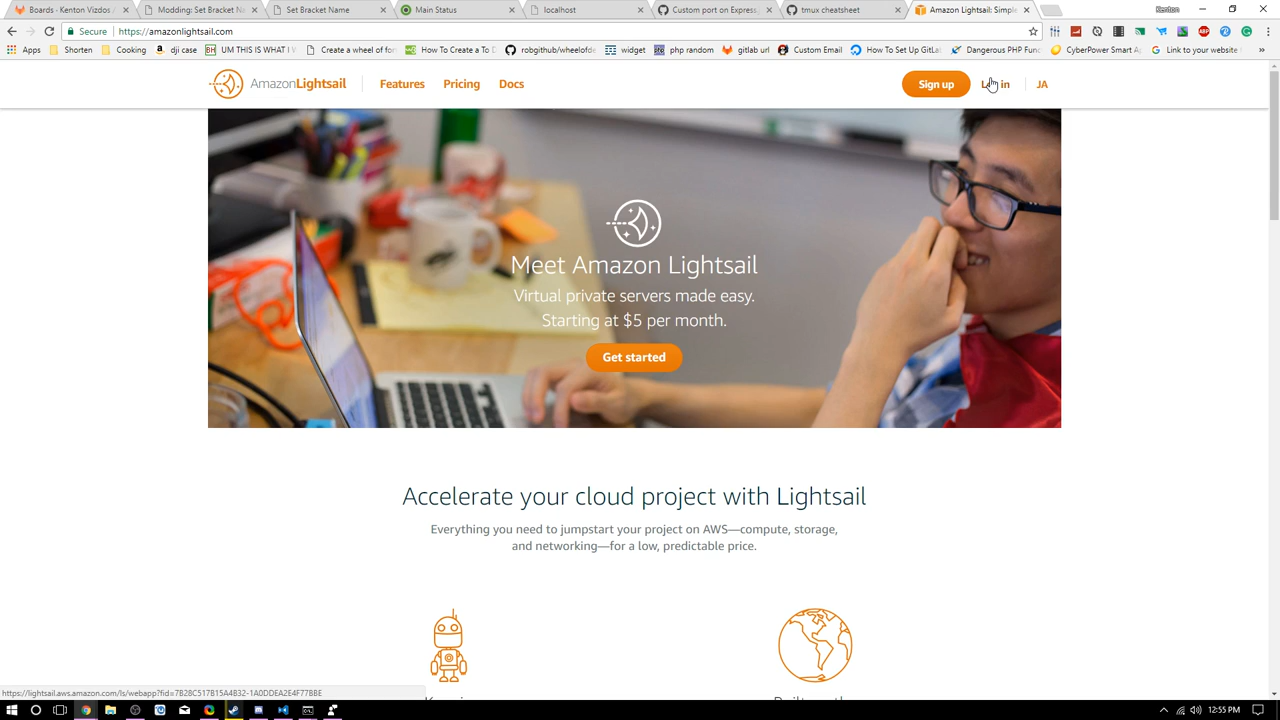 Boards - Kenton Vizdos
Modding: Set Bracket N
Set Bracket Name
Main Status
localhost
Custom port on Express
tmux cheatsheet
Amazon Lightsail: Simple
Kenton
Secure
https://amazonlightsail.com
Apps
Shorten
Cooking
dji case
UM THIS IS WHAT I W
Create a wheel of for
How To Create a To D
robgithub/wheelofde
widget
php random
gitlab url
Custom Email
How To Set Up GitLa
Dangerous PHP Func
CyberPower Smart A
Link to your website
AmazonLightsail
Features
Pricing
Docs
Sign up
Log in
JA
Meet Amazon Lightsail
Virtual private servers made easy.
Starting at $5 per month.
Get started
Accelerate your cloud project with Lightsail
Everything you need to jumpstart your project on AWS—compute, storage,
and networking—for a low, predictable price.
12:55 PM